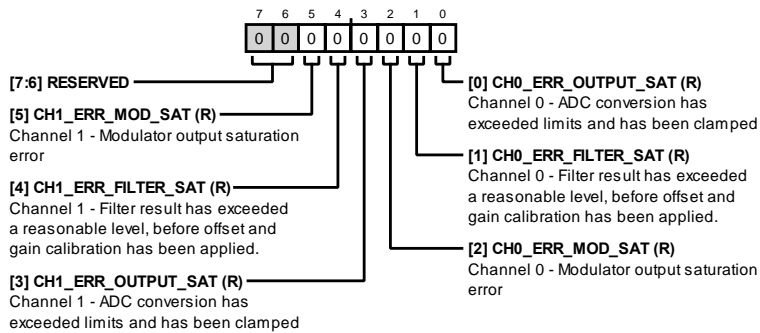 7 6 5 4 3 2 1 0
0 0 0 0 0 0 0 0
[7:6] RESERVED
[5] CH1_ERR_MOD_SAT (R)
Channel 1 - Modulator output saturation
error
[4] CH1_ERR_FILTER_SAT (R)
Channel 1 - Filter result has exceeded
a reasonable level, before offset and
gain calibration has been applied.
[3] CH1_ERR_OUTPUT_SAT (R)
Channel 1 - ADC conversion has
exceeded limits and has been clamped
[0] CH0_ERR_OUTPUT_SAT (R)
Channel 0 - ADC conversion has
exceeded limits and has been clamped
[1] CH0_ERR_FILTER_SAT (R)
Channel 0 - Filter result has exceeded
a reasonable level, before offset and
gain calibration has been applied.
[2] CH0_ERR_MOD_SAT (R)
Channel 0 - Modulator output saturation
error